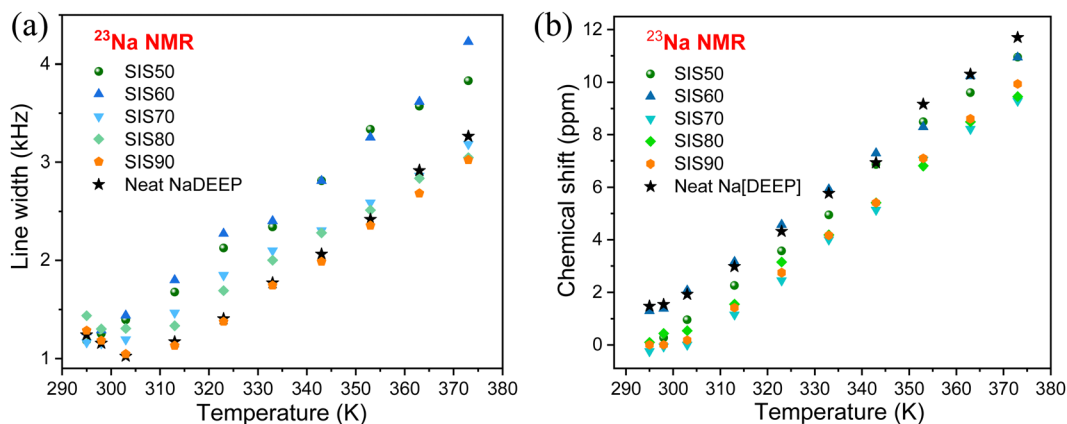 (a)
²³Na NMR
SIS50
SIS60
SIS70
SIS80
SIS90
Neat NaDEEP
Line width (kHz)
4
3
2
1
290 300 310 320 330 340 350 360 370 380
Temperature (K)
(b)
²³Na NMR
SIS50
SIS60
SIS70
SIS80
SIS90
Neat Na[DEEP]
Chemical shift (ppm)
12
10
8
6
4
2
0
290 300 310 320 330 340 350 360 370 380
Temperature (K)